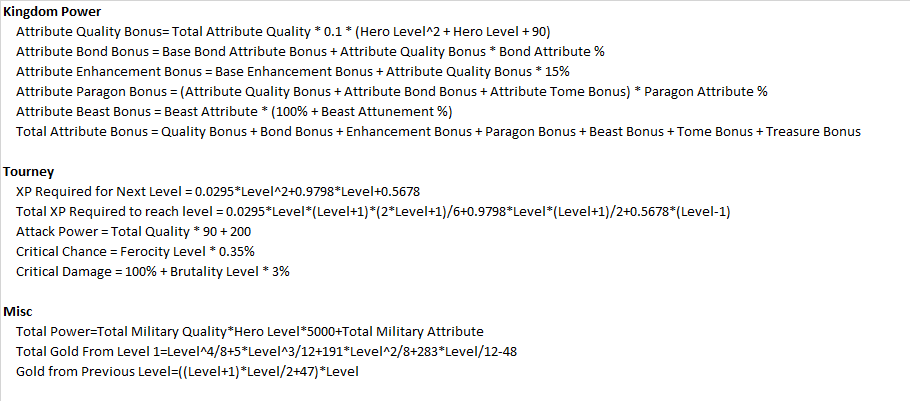 Kingdom Power
Attribute Quality Bonus= Total Attribute Quality * 0.1 * (Hero Level^2 + Hero Level + 90)
Attribute Bond Bonus = Base Bond Attribute Bonus + Attribute Quality Bonus * Bond Attribute %
Attribute Enhancement Bonus = Base Enhancement Bonus + Attribute Quality Bonus * 15%
Attribute Paragon Bonus = (Attribute Quality Bonus + Attribute Bond Bonus + Attribute Tome Bonus) * Paragon Attribute %
Attribute Beast Bonus = Beast Attribute * (100% + Beast Attunement %)
Total Attribute Bonus = Quality Bonus + Bond Bonus + Enhancement Bonus + Paragon Bonus + Beast Bonus + Tome Bonus + Treasure Bonus
Tourney
XP Required for Next Level = 0.0295*Level^2+0.9798*Level+0.5678
Total XP Required to reach level = 0.0295*Level*(Level+1)*(2*Level+1)/6+0.9798*Level*(Level+1)/2+0.5678*(Level-1)
Attack Power = Total Quality * 90 + 200
Critical Chance = Ferocity Level * 0.35%
Critical Damage = 100% + Brutality Level * 3%
Misc
Total Power=Total Military Quality*Hero Level*5000+Total Military Attribute
Total Gold From Level 1=Level^4/8+5*Level^3/12+191*Level^2/8+283*Level/12-48
Gold from Previous Level=((Level+1)*Level/2+47)*Level